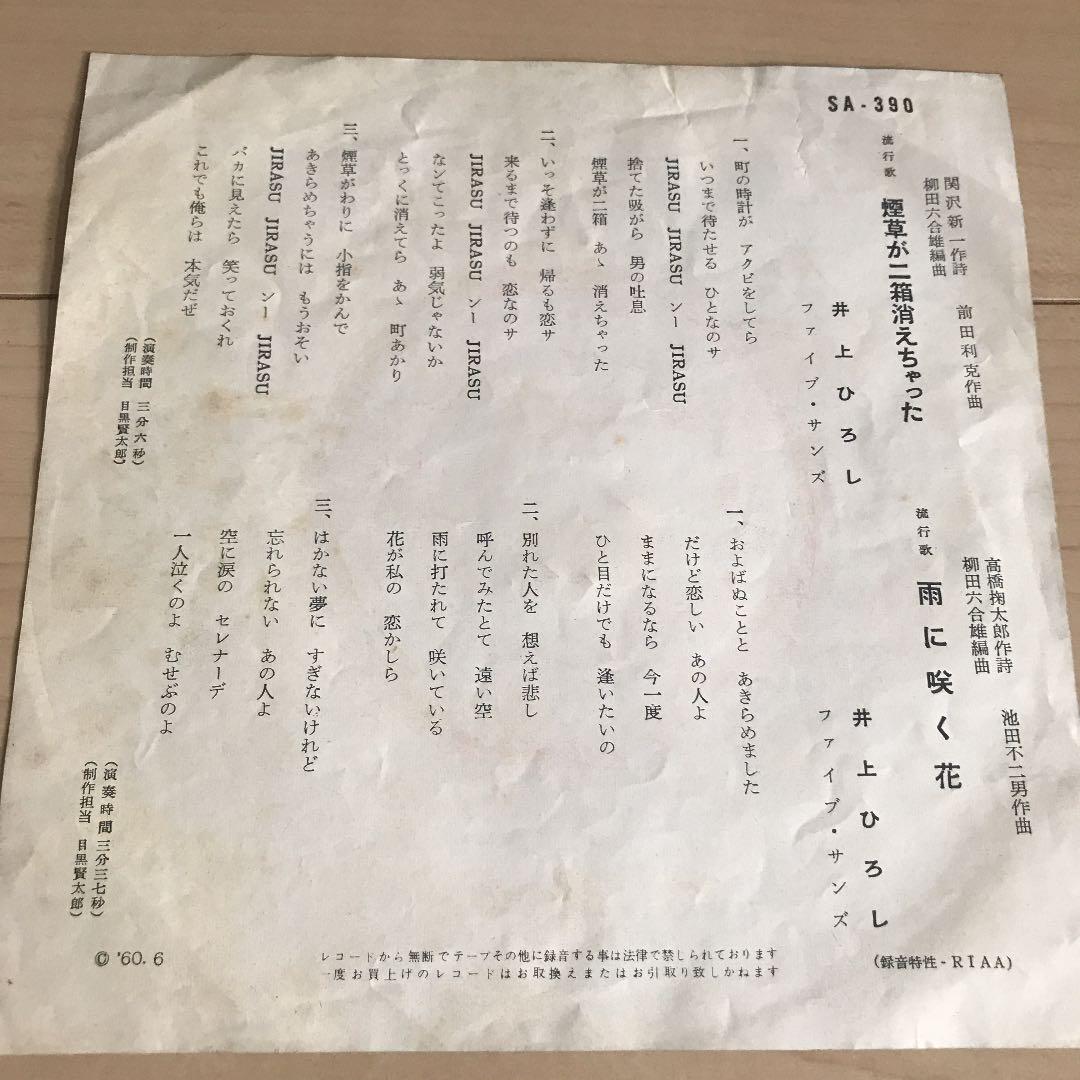 SA-390
流行歌
煙草が二箱消えちゃった
関沢新一作詩
前田利克作曲
柳田六合雄編曲
井上ひろし
ファイブ・サンズ
一、町の時計が アクビをしてら
いつまで待たせる ひとなのサ
JIRASU JIRASU ンー JIRASU
捨てた吸がら 男の吐息
煙草が二箱 あゝ 消えちゃった
二、いっそ逢わずに 帰るも恋サ
来るまで待つのも 恋なのサ
JIRASU JIRASU ンー JIRASU
なンてこったよ 弱気じゃないか
とっくに消えてら あゝ 町あかり
三、煙草がわりに 小指をかんで
あきらめちゃうには もうおそい
JIRASU JIRASU ンー JIRASU
バカに見えたら 笑っておくれ
これでも俺らは 本気だぜ
(演奏時間 三分六秒)
(制作担当 目黒賢太郎)
流行歌
雨に咲く花
高橋掬太郎作詩
池田不二男作曲
柳田六合雄編曲
井上ひろし
ファイブ・サンズ
一、およばぬことと あきらめました
だけど恋しい あの人よ
ままになるなら 今一度
ひと目だけでも 逢いたいの
二、別れた人を 想えば悲し
呼んでみたとて 遠い空
雨に打たれて 咲いている
花が私の 恋かしら
三、はかない夢に すぎないけれど
忘れられない あの人よ
空に涙の セレナーデ
一人泣くのよ むせぶのよ
(演奏時間 三分三七秒)
(制作担当 目黒賢太郎)
© '60. 6
レコードから無断でテープその他に録音する事は法律で禁じられております
一度お買上げのレコードはお取換えまたはお引取り致しかねます
(録音特性-RIAA)